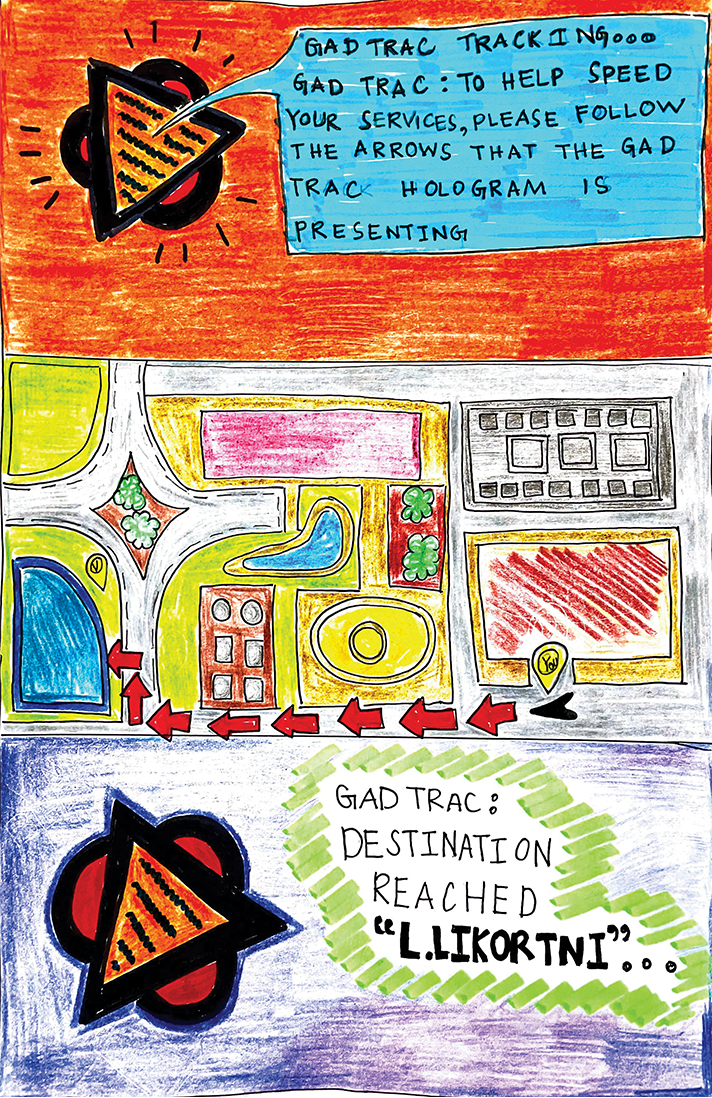 GAD TRAC TRACKING...
GAD TRAC: TO HELP SPEED
YOUR SERVICES, PLEASE FOLLOW
THE ARROWS THAT THE GAD
TRACK HOLOGRAM IS
PRESENTING
YOU
GAD TRAC:
DESTINATION
REACHED
"L.LIKORTNI"...